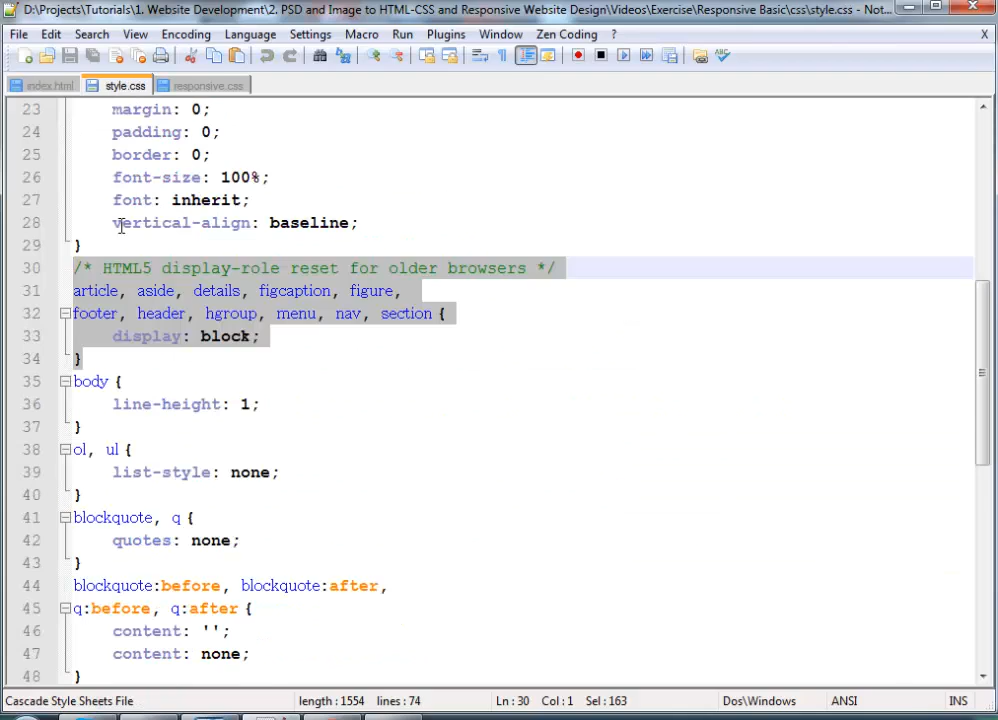 D:\Projects\Tutorials\1. Website Development\2. PSD and Image to HTML-CSS and Responsive Website Design\Videos\Exercise\Responsive Basic\css\style.css - Not...
File Edit Search View Encoding Language Settings Macro Run Plugins Window Zen Coding ? X
index.html style.css responsive.css
23 margin: 0;
24 padding: 0;
25 border: 0;
26 font-size: 100%;
27 font: inherit;
28 vertical-align: baseline;
29 }
30 /* HTML5 display-role reset for older browsers */
31 article, aside, details, figcaption, figure,
32 footer, header, hgroup, menu, nav, section {
33 display: block;
34 }
35 body {
36 line-height: 1;
37 }
38 ol, ul {
39 list-style: none;
40 }
41 blockquote, q {
42 quotes: none;
43 }
44 blockquote:before, blockquote:after,
45 q:before, q:after {
46 content: '';
47 content: none;
48 }
Cascade Style Sheets File length : 1554 lines : 74 Ln : 30 Col : 1 Sel : 163 Dos\Windows ANSI INS